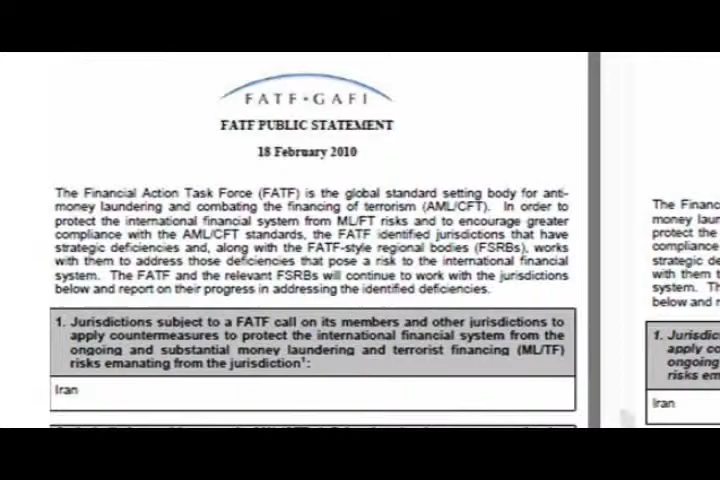 FATF·GAFI
FATF PUBLIC STATEMENT
18 February 2010
The Financial Action Task Force (FATF) is the global standard setting body for anti-
money laundering and combating the financing of terrorism (AML/CFT). In order to
protect the international financial system from ML/FT risks and to encourage greater
compliance with the AML/CFT standards, the FATF identified jurisdictions that have
strategic deficiencies and, along with the FATF-style regional bodies (FSRBs), works
with them to address those deficiencies that pose a risk to the international financial
system. The FATF and the relevant FSRBs will continue to work with the jurisdictions
below and report on their progress in addressing the identified deficiencies.
1. Jurisdictions subject to a FATF call on its members and other jurisdictions to
apply countermeasures to protect the international financial system from the
ongoing and substantial money laundering and terrorist financing (ML/TF)
risks emanating from the jurisdiction¹:
Iran
The Financ
money laun
protect the
compliance
strategic de
with them t
system. Th
below and r
1. Jurisdic
apply co
ongoing
risks em
Iran